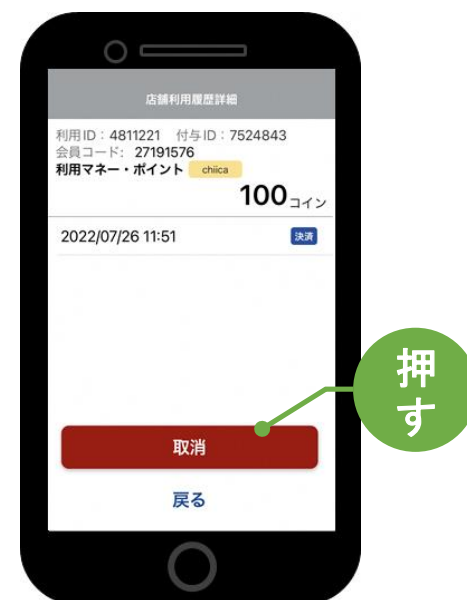 店舗利用履歴詳細
利用ID：4811221 付与ID：7524843
会員コード: 27191576
利用マネー・ポイント chiica
100コイン
2022/07/26 11:51 決済
押す
取消
戻る